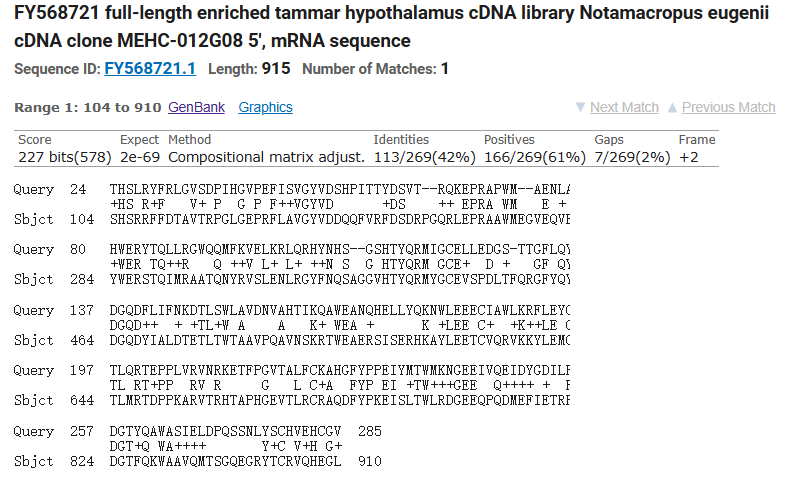 FY568721 full-length enriched tammar hypothalamus cDNA library Notamacropus eugenii
cDNA clone MEHC-012G08 5', mRNA sequence
Sequence ID: FY568721.1 Length: 915 Number of Matches: 1
Range 1: 104 to 910 GenBank Graphics ▼ Next Match ▲ Previous Match
Score Expect Method Identities Positives Gaps Frame
227 bits(578) 2e-69 Compositional matrix adjust. 113/269(42%) 166/269(61%) 7/269(2%) +2
Query 24 THSLRYFRLGVSDPIHGVPEFISVGYVDSHPITTYDSVT--RQKEPRAPWM--AENLA
+HS R+F V+ P G P F++VGYVD +DS ++ EPRA WM E +
Sbjct 104 SHSRRFFDTAVTRPGLGEPRFLAVGYVDDQQFVRFDSDRPGQRLEPRAAWMEGVEQVE
Query 80 HWERYTQLLRGWQQMFKVELKRLQRHYNHS--GSHTYQRMIGCELLEDGS-TTGFLQY
+WER TQ++R Q ++V L+ L+ ++N S G HTYQRM GCE+ D + GF QY
Sbjct 284 YWERSTQIMRAATQNYRVSLENLRGYFNQSAGGVHTYQRMYGCEVSPDLTFQRGFYQY
Query 137 DGQDFLIFNKDTLSWLAVDNVAHTIKQAWEANQHELLYQKNWLEEECIAWLKRFLEYG
DGQD++ + +TL+W A A K+ WEA + K +LEE C+ +K++LE
Sbjct 464 DGQDYIALDTETLTWTAAVPQAVNSKRTWEAERSISERHKAYLEETCVQRVKKYLEMG
Query 197 TLQRTEPPLVRVNRKETFPGVTALFCKAHGFYPPEIYMTWMKNGEEIVQEIDYGDILP
TL RT+PP RV R G L C+A FYP EI +TW+++GEE Q++++ + P
Sbjct 644 TLMRTDPPKARVTRHTAPHGEVTLRCRAQDFYPKEISLTWLRDGEEQPQDMEFIETRP
Query 257 DGTYQAWASIELDPQSSNLYSCHVEHCGV 285
DGT+Q WA++++ Y+C V+H G+
Sbjct 824 DGTFQKWAAVQMTSGQEGRYTCRVQHEGL 910